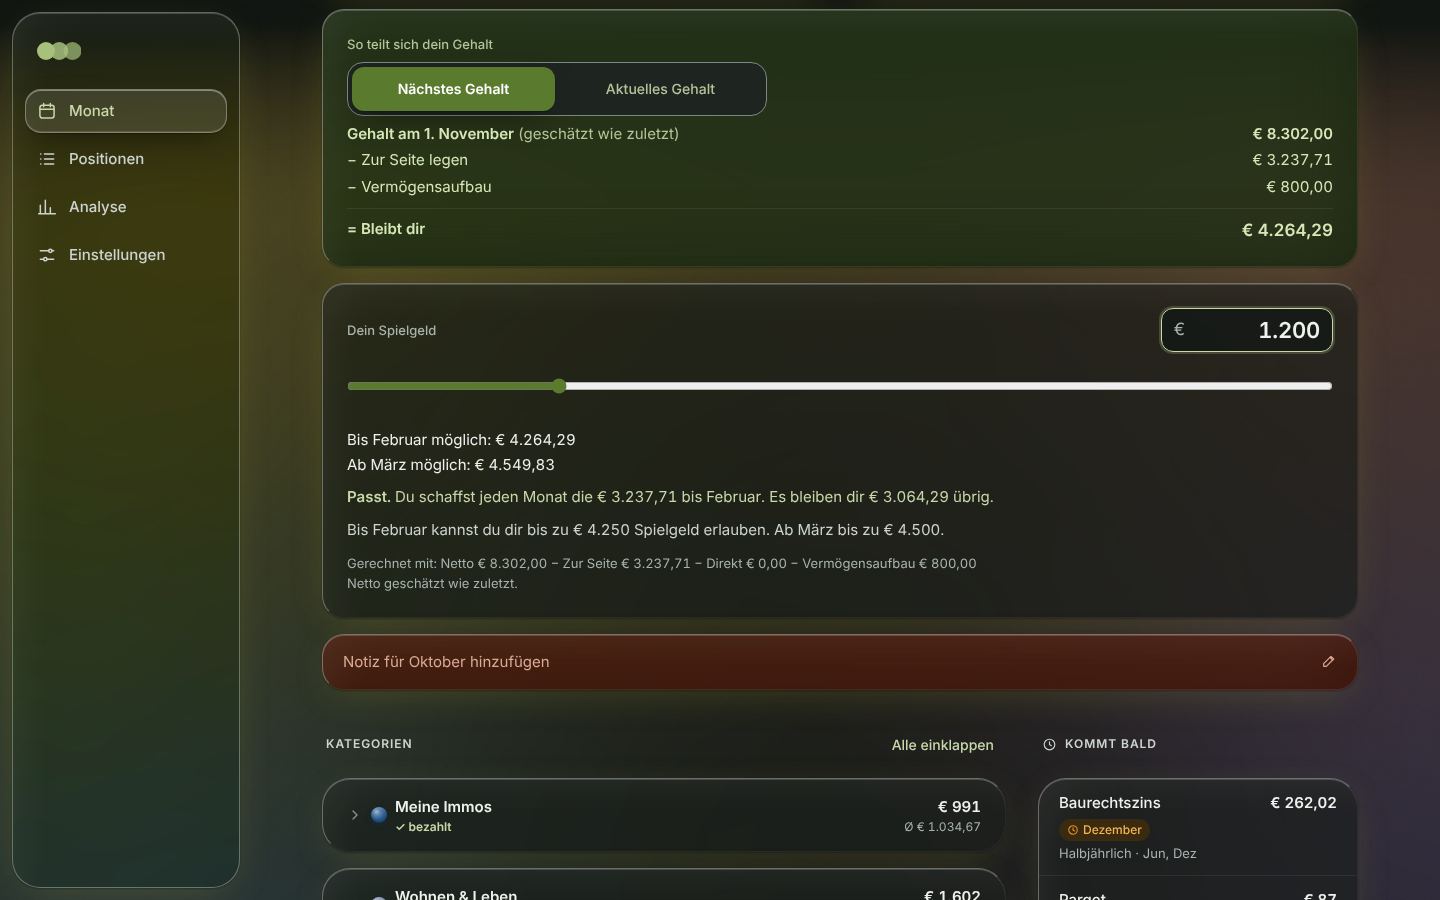 Monat
Positionen
Analyse
Einstellungen
So teilt sich dein Gehalt
Nächstes Gehalt
Aktuelles Gehalt
Gehalt am 1. November (geschätzt wie zuletzt) € 8.302,00
− Zur Seite legen € 3.237,71
− Vermögensaufbau € 800,00
= Bleibt dir € 4.264,29
Dein Spielgeld € 1.200
Bis Februar möglich: € 4.264,29
Ab März möglich: € 4.549,83
Passt. Du schaffst jeden Monat die € 3.237,71 bis Februar. Es bleiben dir € 3.064,29 übrig.
Bis Februar kannst du dir bis zu € 4.250 Spielgeld erlauben. Ab März bis zu € 4.500.
Gerechnet mit: Netto € 8.302,00 − Zur Seite € 3.237,71 − Direkt € 0,00 − Vermögensaufbau € 800,00
Netto geschätzt wie zuletzt.
Notiz für Oktober hinzufügen
KATEGORIEN Alle einklappen
Meine Immos € 991
✓ bezahlt Ø € 1.034,67
Wohnen & Leben € 1.602
KOMMT BALD
Baurechtszins € 262,02
Dezember
Halbjährlich · Jun, Dez
€ 87